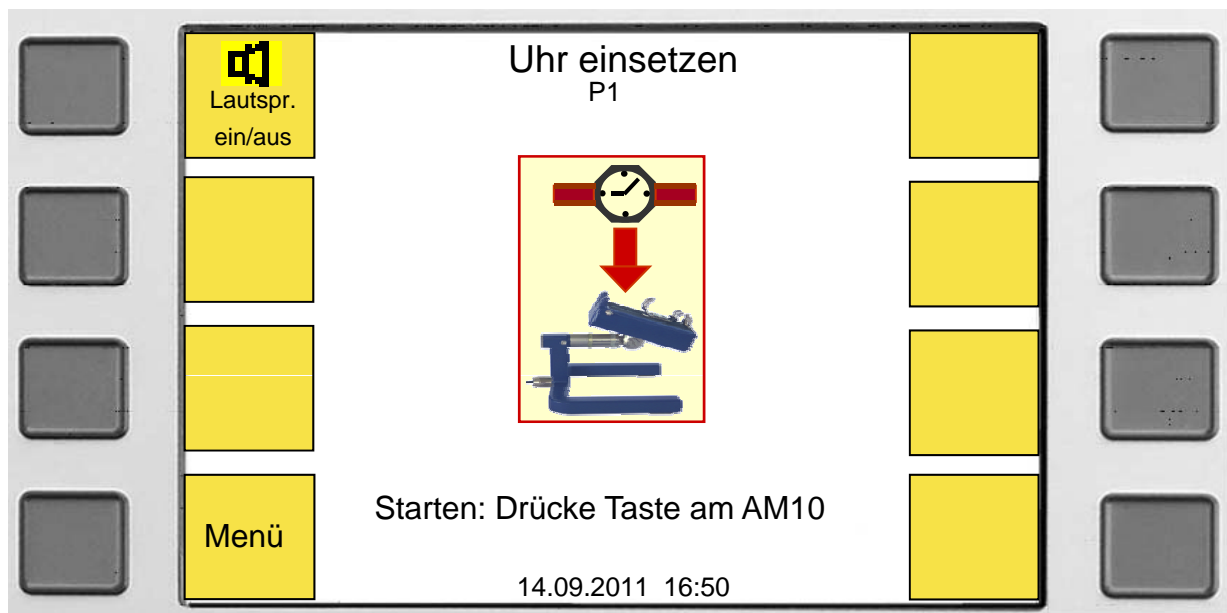 Uhr einsetzen
P1
Lautspr.
ein/aus
Starten: Drücke Taste am AM10
Menü
14.09.2011 16:50